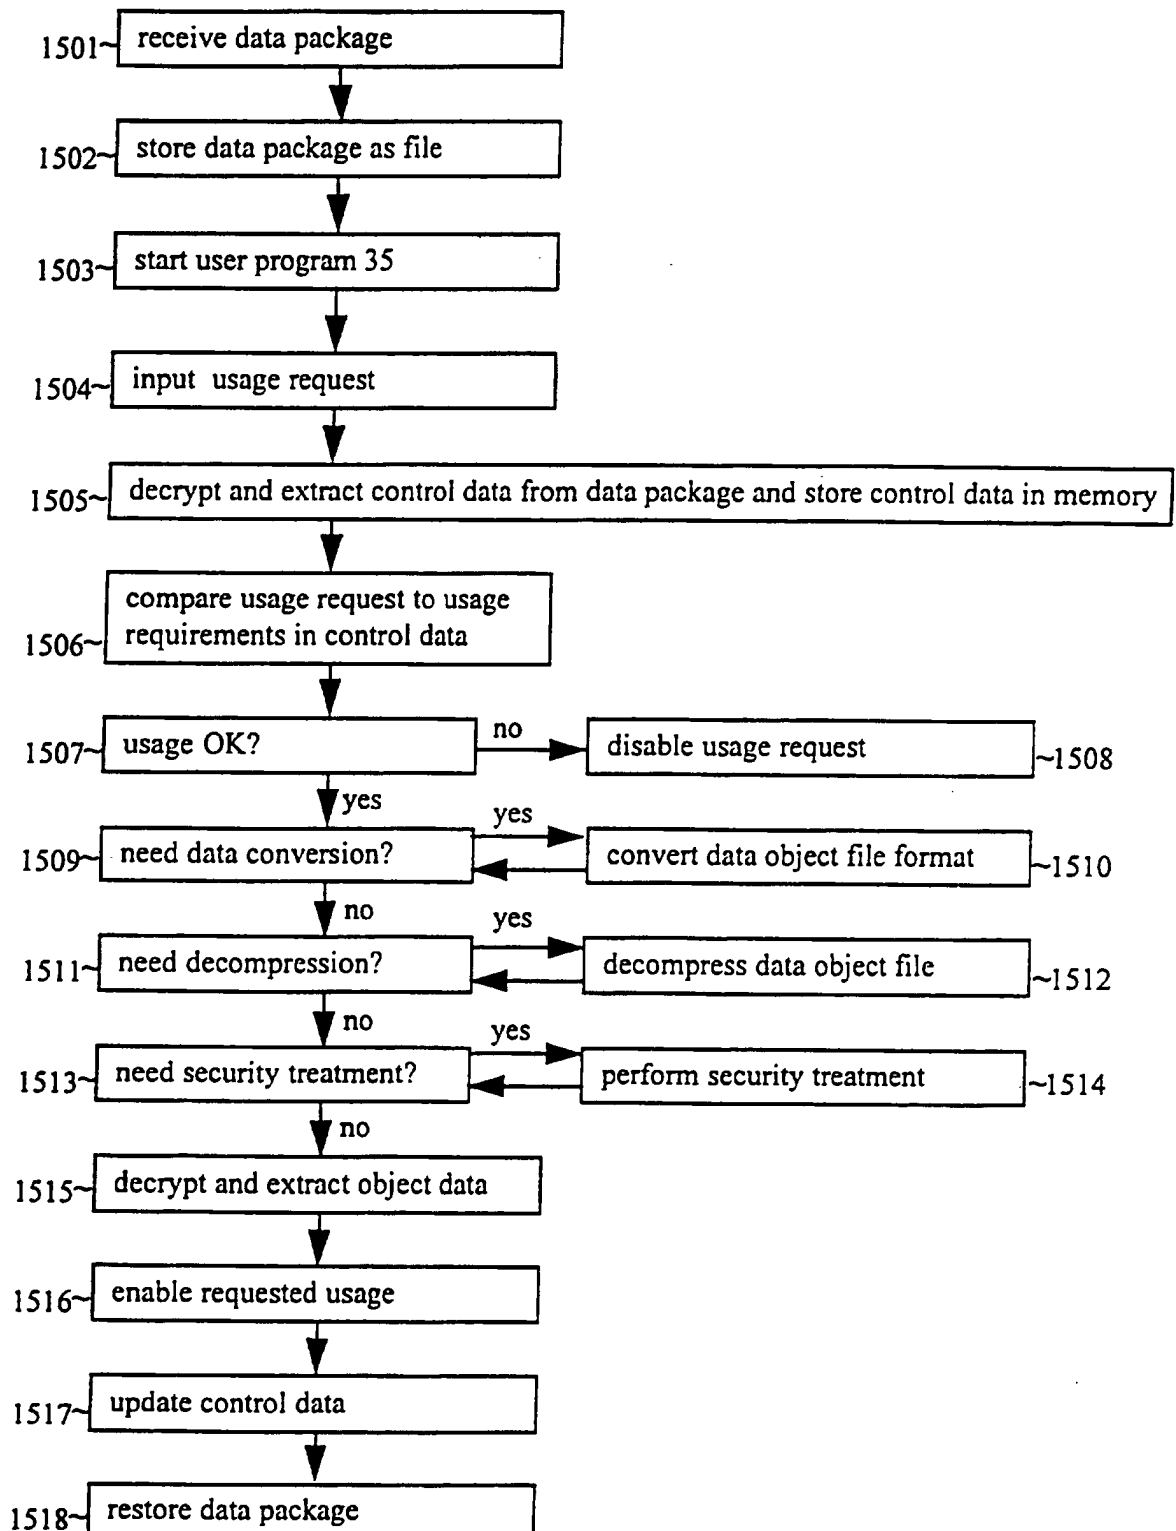 1501~ receive data package
1502~ store data package as file
1503~ start user program 35
1504~ input usage request
1505~ decrypt and extract control data from data package and store control data in memory
compare usage request to usage
1506~ requirements in control data
1507~ usage OK? no disable usage request ~1508
yes
yes
1509~ need data conversion? convert data object file format ~1510
no
yes
1511~ need decompression? decompress data object file ~1512
no
yes
1513~ need security treatment? perform security treatment ~1514
no
1515~ decrypt and extract object data
1516~ enable requested usage
1517~ update control data
1518~ restore data package